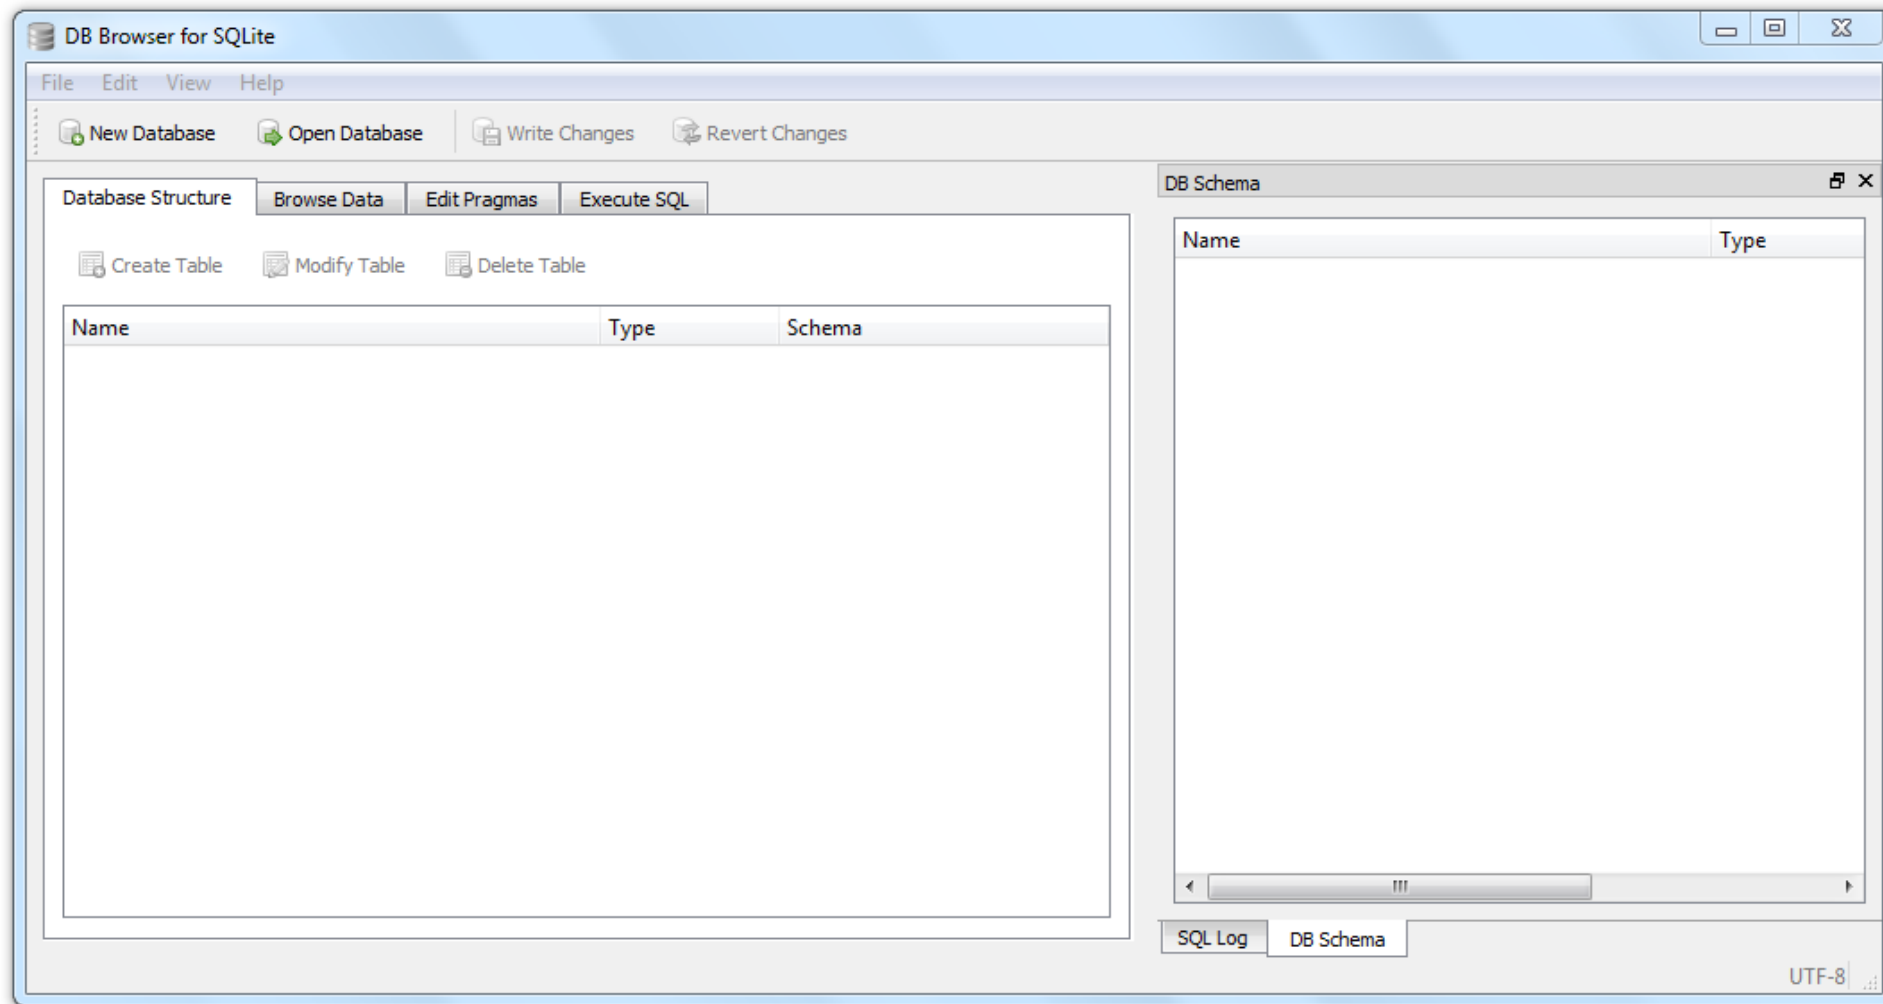 DB Browser for SQLite
File Edit View Help
New Database Open Database Write Changes Revert Changes
Database Structure Browse Data Edit Pragmas Execute SQL
Create Table Modify Table Delete Table
Name Type Schema
DB Schema
Name Type
SQL Log DB Schema
UTF-8